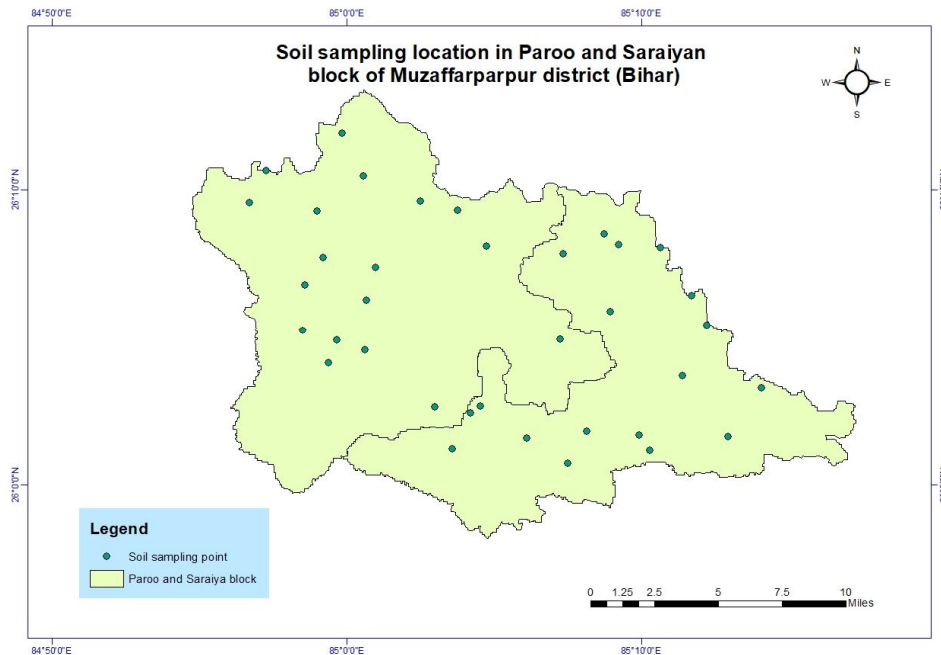 84°50'0"E 85°0'0"E 85°10'0"E
Soil sampling location in Paroo and Saraiyan
block of Muzaffarparpur district (Bihar)
N
W E
S
26°10'0"N
26°0'0"N
Legend
Soil sampling point
Paroo and Saraiya block
0 1.25 2.5 5 7.5 10
Miles
84°50'0"E 85°0'0"E 85°10'0"E